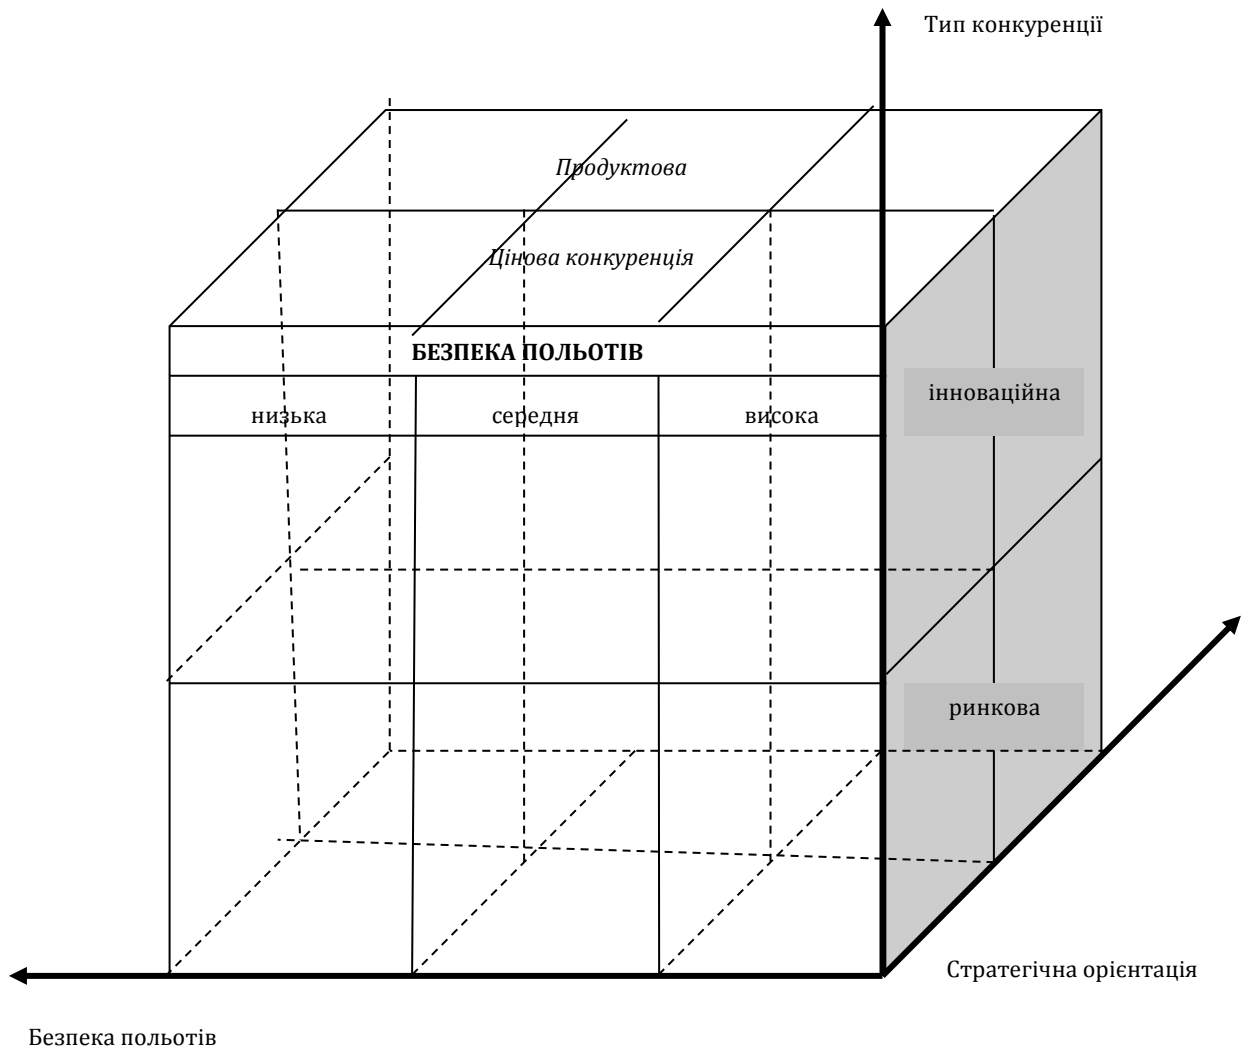 Тип конкуренції
Продуктова
Цінова конкуренція
БЕЗПЕКА ПОЛЬОТІВ
низька середня висока
інноваційна
ринкова
Стратегічна орієнтація
Безпека польотів